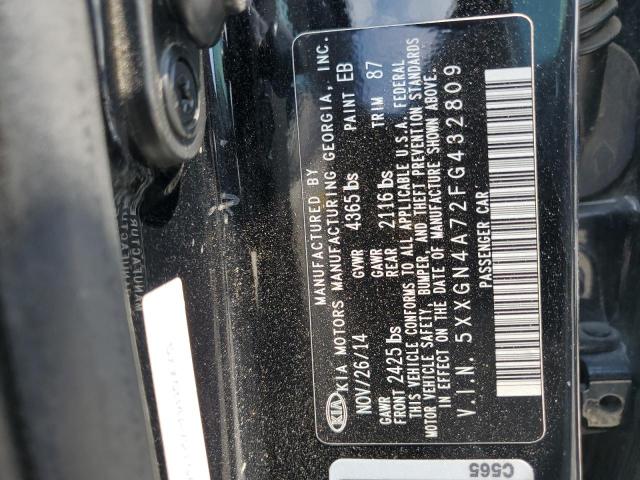 MANUFACTURED BY
KIA KIA MOTORS MANUFACTURING GEORGIA, INC.
NOV/26/14 GVWR 4365lbs PAINT EB
GAWR FRONT 2425lbs GAWR REAR 2116lbs TRIM 87
THIS VEHICLE CONFORMS TO ALL APPLICABLE U.S.A. FEDERAL
MOTOR VEHICLE SAFETY, BUMPER, AND THEFT PREVENTION STANDARDS
IN EFFECT ON THE DATE OF MANUFACTURE SHOWN ABOVE.
V.I.N. 5XXGN4A72FG432809
PASSENGER CAR
C565